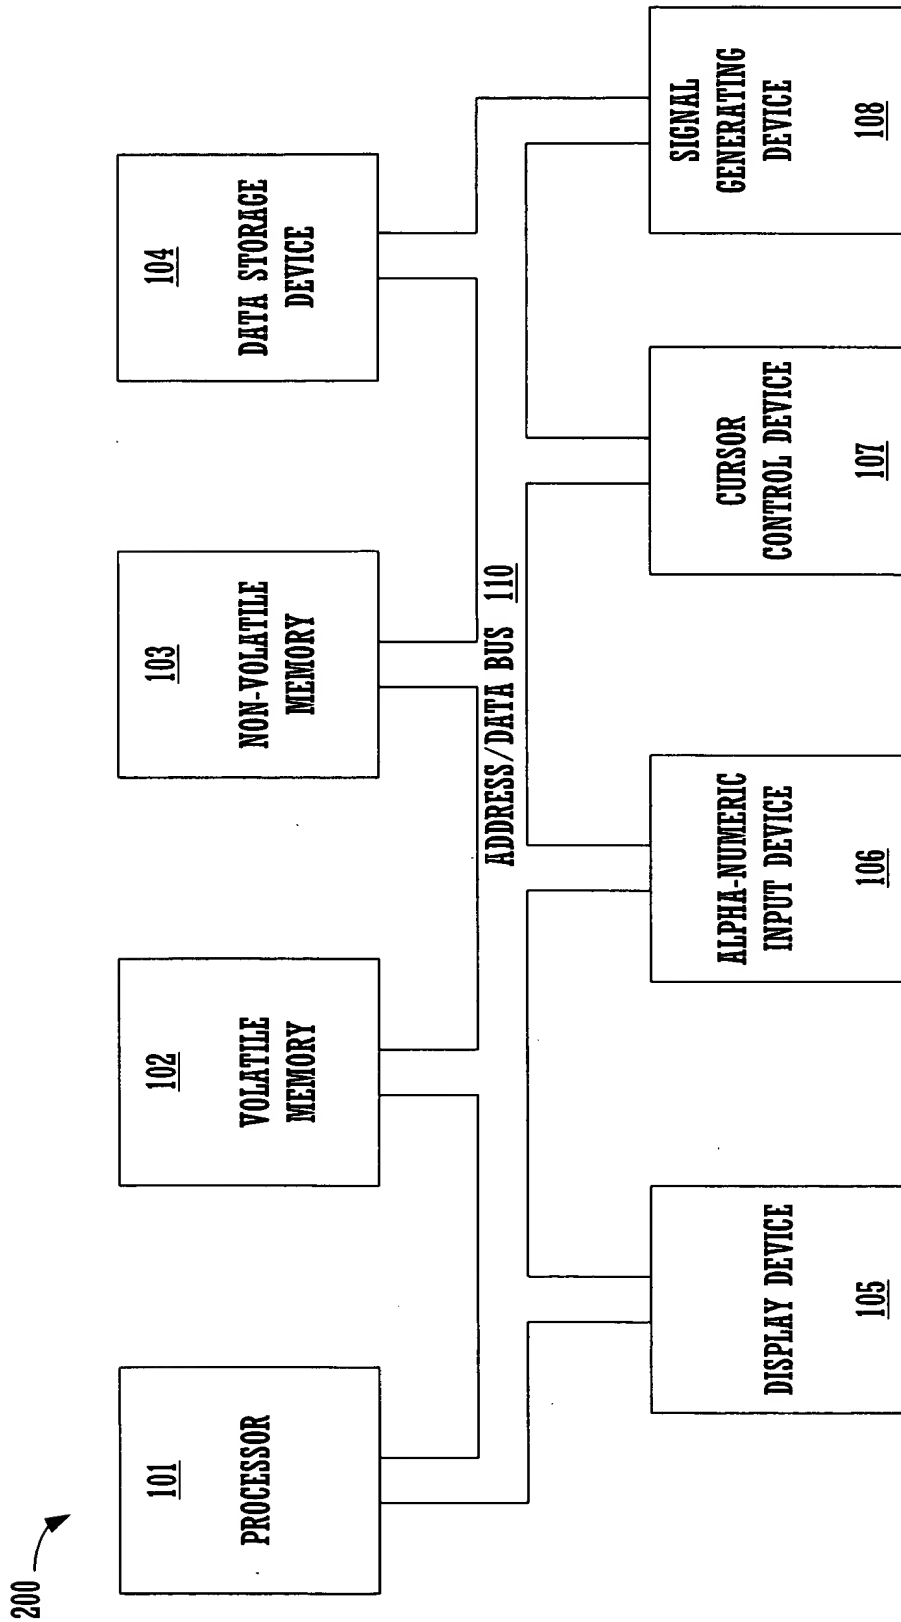 200
101
PROCESSOR
102
VOLATILE
MEMORY
103
NON-VOLATILE
MEMORY
104
DATA STORAGE
DEVICE
ADDRESS/DATA BUS 110
DISPLAY DEVICE
105
ALPHA-NUMERIC
INPUT DEVICE
106
CURSOR
CONTROL DEVICE
107
SIGNAL
GENERATING
DEVICE
108